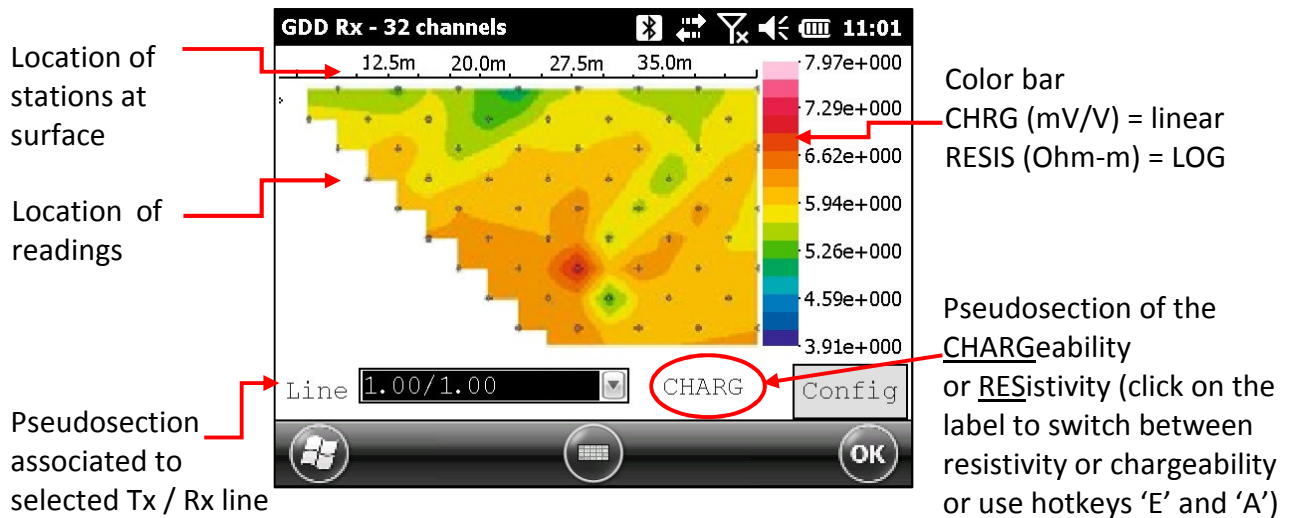 GDD Rx - 32 channels 11:01
Location of
stations at
surface
12.5m 20.0m 27.5m 35.0m
7.97e+000
7.29e+000
6.62e+000
5.94e+000
5.26e+000
4.59e+000
3.91e+000
Color bar
CHRG (mV/V) = linear
RESIS (Ohm-m) = LOG
Location of
readings
Line 1.00/1.00 CHARG Config
OK
Pseudosection
associated to
selected Tx / Rx line
Pseudosection of the
CHARGeability
or RESistivity (click on the
label to switch between
resistivity or chargeability
or use hotkeys ‘E’ and ‘A’)